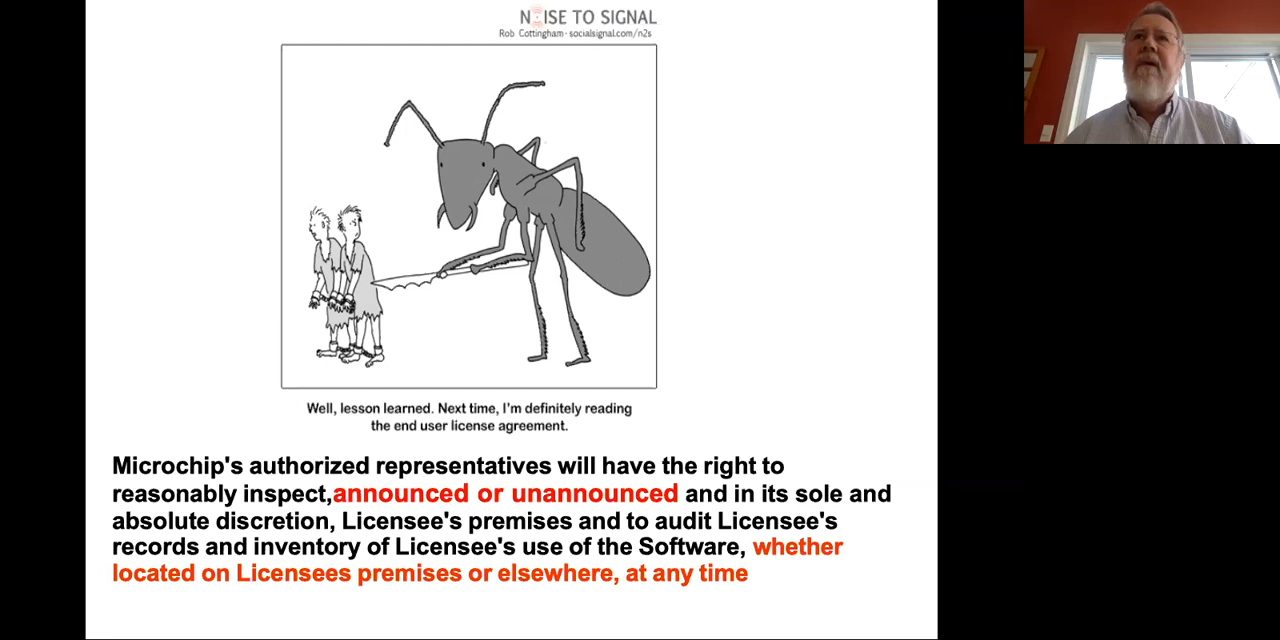 NOISE TO SIGNAL
Rob Cottingham - socialsignal.com/n2s
Well, lesson learned. Next time, I'm definitely reading
the end user license agreement.
Microchip's authorized representatives will have the right to
reasonably inspect,announced or unannounced and in its sole and
absolute discretion, Licensee's premises and to audit Licensee's
records and inventory of Licensee's use of the Software, whether
located on Licensees premises or elsewhere, at any time